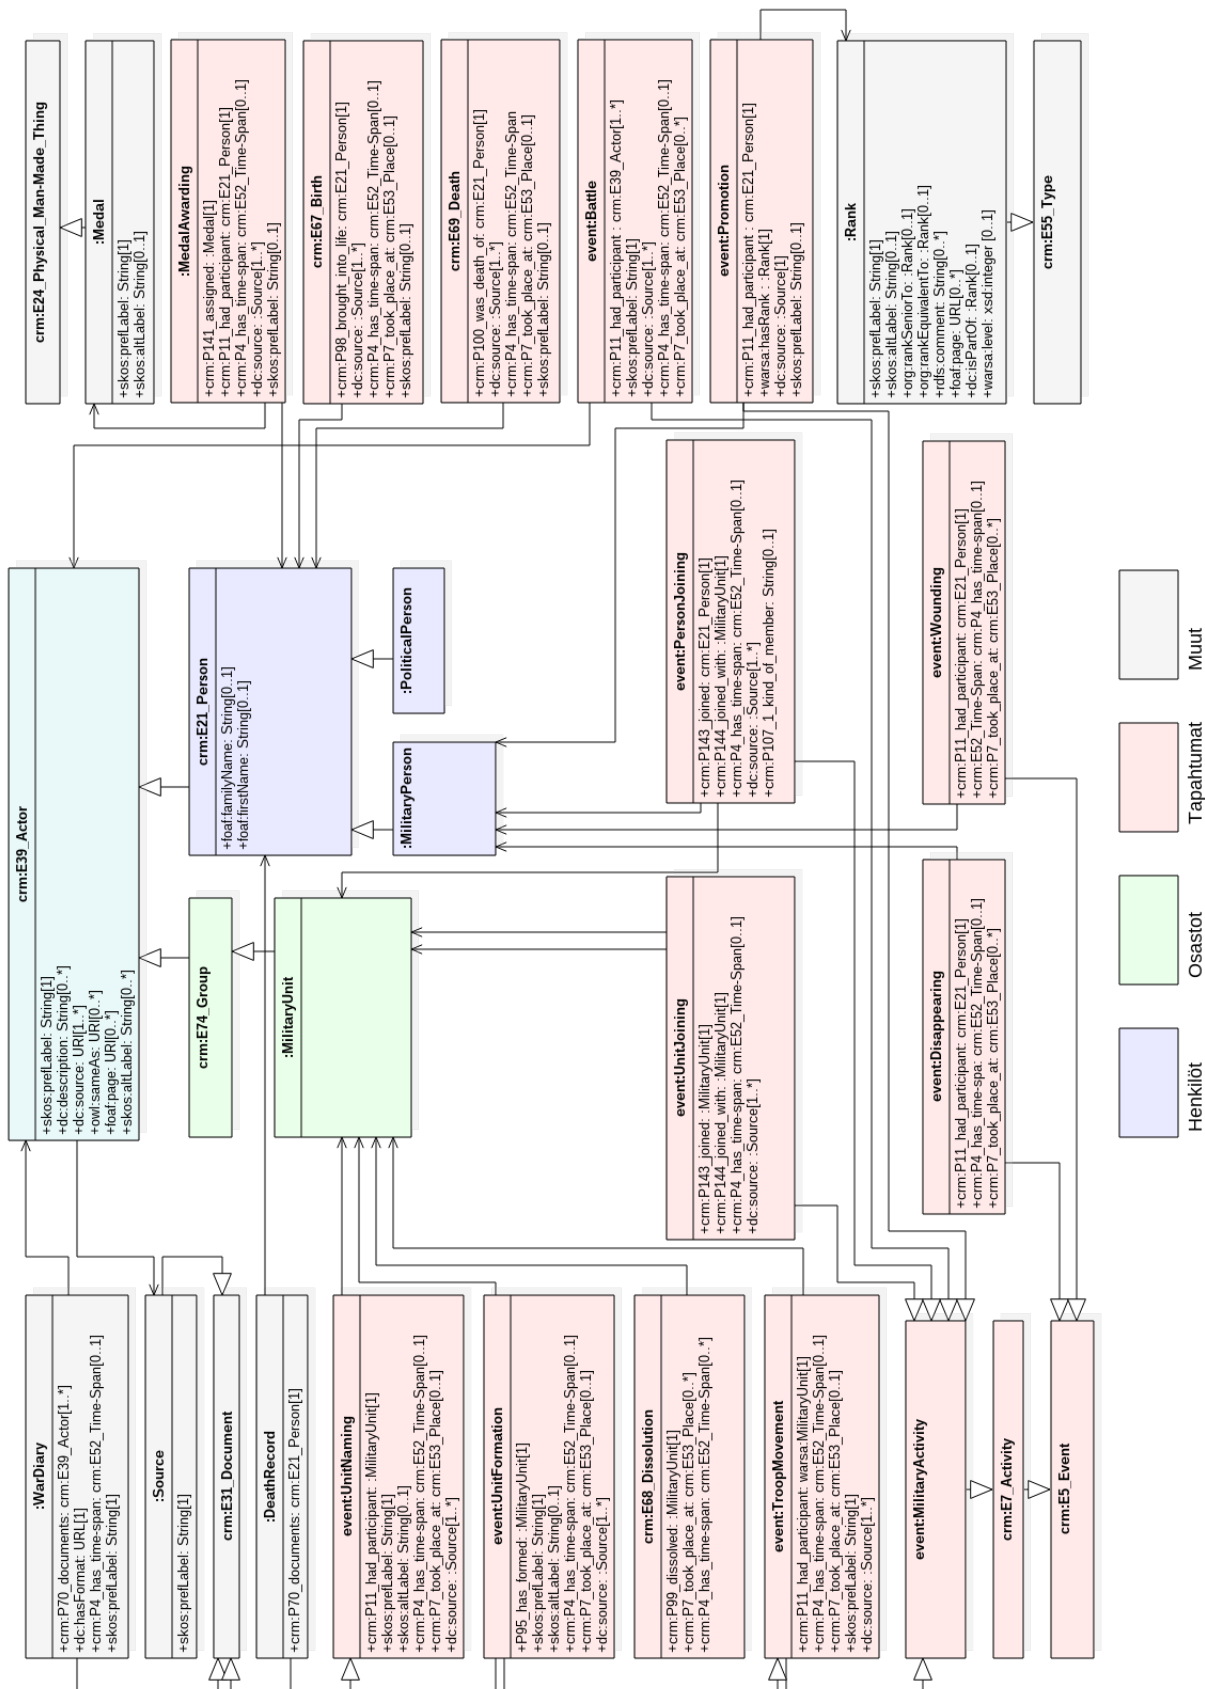 :WarDiary
+crm:P70_documents: crm:E39_Actor[1..*]
+dc:hasFormat: URL[1]
+crm:P4_has_time-span: crm:E52_Time-Span[0..1]
+skos:prefLabel: String[1]
:Source
+skos:prefLabel: String[1]
crm:E31_Document
:DeathRecord
+crm:P70_documents: crm:E21_Person[1]
event:UnitNaming
+crm:P11_had_participant: :MilitaryUnit[1]
+skos:prefLabel: String[1]
+skos:altLabel: String[0..1]
+crm:P4_has_time-span: crm:E52_Time-Span[0..1]
+crm:P7_took_place_at: crm:E53_Place[0..1]
+dc:source: :Source[1..*]
event:UnitFormation
+P95_has_formed: :MilitaryUnit[1]
+skos:prefLabel: String[1]
+skos:altLabel: String[0..1]
+crm:P4_has_time-span: crm:E52_Time-Span[0..1]
+crm:P7_took_place_at: crm:E53_Place[0..1]
+dc:source: :Source[1..*]
crm:E68_Dissolution
+crm:P99_dissolved: :MilitaryUnit[1]
+crm:P7_took_place_at: crm:E53_Place[0..*]
+crm:P4_has_time-span: crm:E52_Time-Span[0..*]
event:TroopMovement
+crm:P11_had_participant: warsa:MilitaryUnit[1]
+crm:P4_has_time-span: crm:E52_Time-Span[0..1]
+crm:P7_took_place_at: crm:E53_Place[0..1]
+skos:prefLabel: String[1]
+dc:source: :Source[1..*]
event:MilitaryActivity
crm:E7_Activity
crm:E5_Event
crm:E39_Actor
+skos:prefLabel: String[1]
+dc:description: String[0..*]
+dc:source: URI[1..*]
+owl:sameAs: URI[0..*]
+foaf:page: URI[0..*]
+skos:altLabel: String[0..*]
crm:E74_Group
:MilitaryUnit
crm:E21_Person
+foaf:familyName: String[0..1]
+foaf:firstName: String[0..1]
:MilitaryPerson
:PoliticalPerson
event:UnitJoining
+crm:P143_joined: :MilitaryUnit[1]
+crm:P144_joined_with: :MilitaryUnit[1]
+crm:P4_has_time-span: crm:E52_Time-Span[0..1]
+dc:source: :Source[1..*]
event:PersonJoining
+crm:P143_joined: crm:E21_Person[1]
+crm:P144_joined_with: :MilitaryUnit[1]
+crm:P4_has_time-span: crm:E52_Time-Span[0..1]
+dc:source: :Source[1..*]
+crm:P107_1_kind_of_member: String[0..1]
event:Disappearing
+crm:P11_had_participant: crm:E21_Person[1]
+crm:P4_has_time-spa: crm:E52_Time-Span[0..1]
+crm:P7_took_place_at: crm:E53_Place[0..*]
event:Wounding
+crm:P11_had_participant: crm:E21_Person[1]
+crm:E52_Time-Span: crm:P4_has_time-span[0..1]
+crm:P7_took_place_at: crm:E53_Place[0..*]
crm:E24_Physical_Man-Made_Thing
:Medal
+skos:prefLabel: String[1]
+skos:altLabel: String[0..1]
:MedalAwarding
+crm:P141_assigned: :Medal[1]
+crm:P11_had_participant: crm:E21_Person[1]
+crm:P4_has_time-span: crm:E52_Time-Span[0..1]
+dc:source: :Source[1..*]
+skos:prefLabel: String[0..1]
crm:E67_Birth
+crm:P98_brought_into_life: crm:E21_Person[1]
+dc:source: :Source[1..*]
+crm:P4_has_time-span: crm:E52_Time-Span[0..1]
+crm:P7_took_place_at: crm:E53_Place[0..1]
+skos:prefLabel: String[0..1]
crm:E69_Death
+crm:P100_was_death_of: crm:E21_Person[1]
+dc:source: :Source[1..*]
+crm:P4_has_time-span: crm:E52_Time-Span
+crm:P7_took_place_at: crm:E53_Place[0..1]
+skos:prefLabel: String[0..1]
event:Battle
+crm:P11_had_participant : crm:E39_Actor[1..*]
+skos:prefLabel: String[1]
+dc:source: :Source[1..*]
+crm:P4_has_time-span: crm:E52_Time-Span[0..1]
+crm:P7_took_place_at: crm:E53_Place[0..*]
event:Promotion
+crm:P11_had_participant : crm:E21_Person[1]
+warsa:hasRank : :Rank[1]
+dc:source: :Source[1]
+skos:prefLabel: String[0..1]
:Rank
+skos:prefLabel: String[1]
+skos:altLabel: String[0..1]
+org:rankSeniorTo: :Rank[0..1]
+org:rankEquivalentTo: :Rank[0..1]
+rdfs:comment: String[0..*]
+foaf:page: URL[0..*]
+dc:isPartOf: :Rank[0..1]
+warsa:level: xsd:integer [0..1]
crm:E55_Type
Henkilöt
Osastot
Tapahtumat
Muut